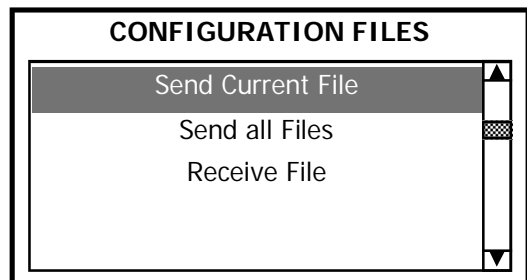 CONFIGURATION FILES
Send Current File
Send all Files
Receive File